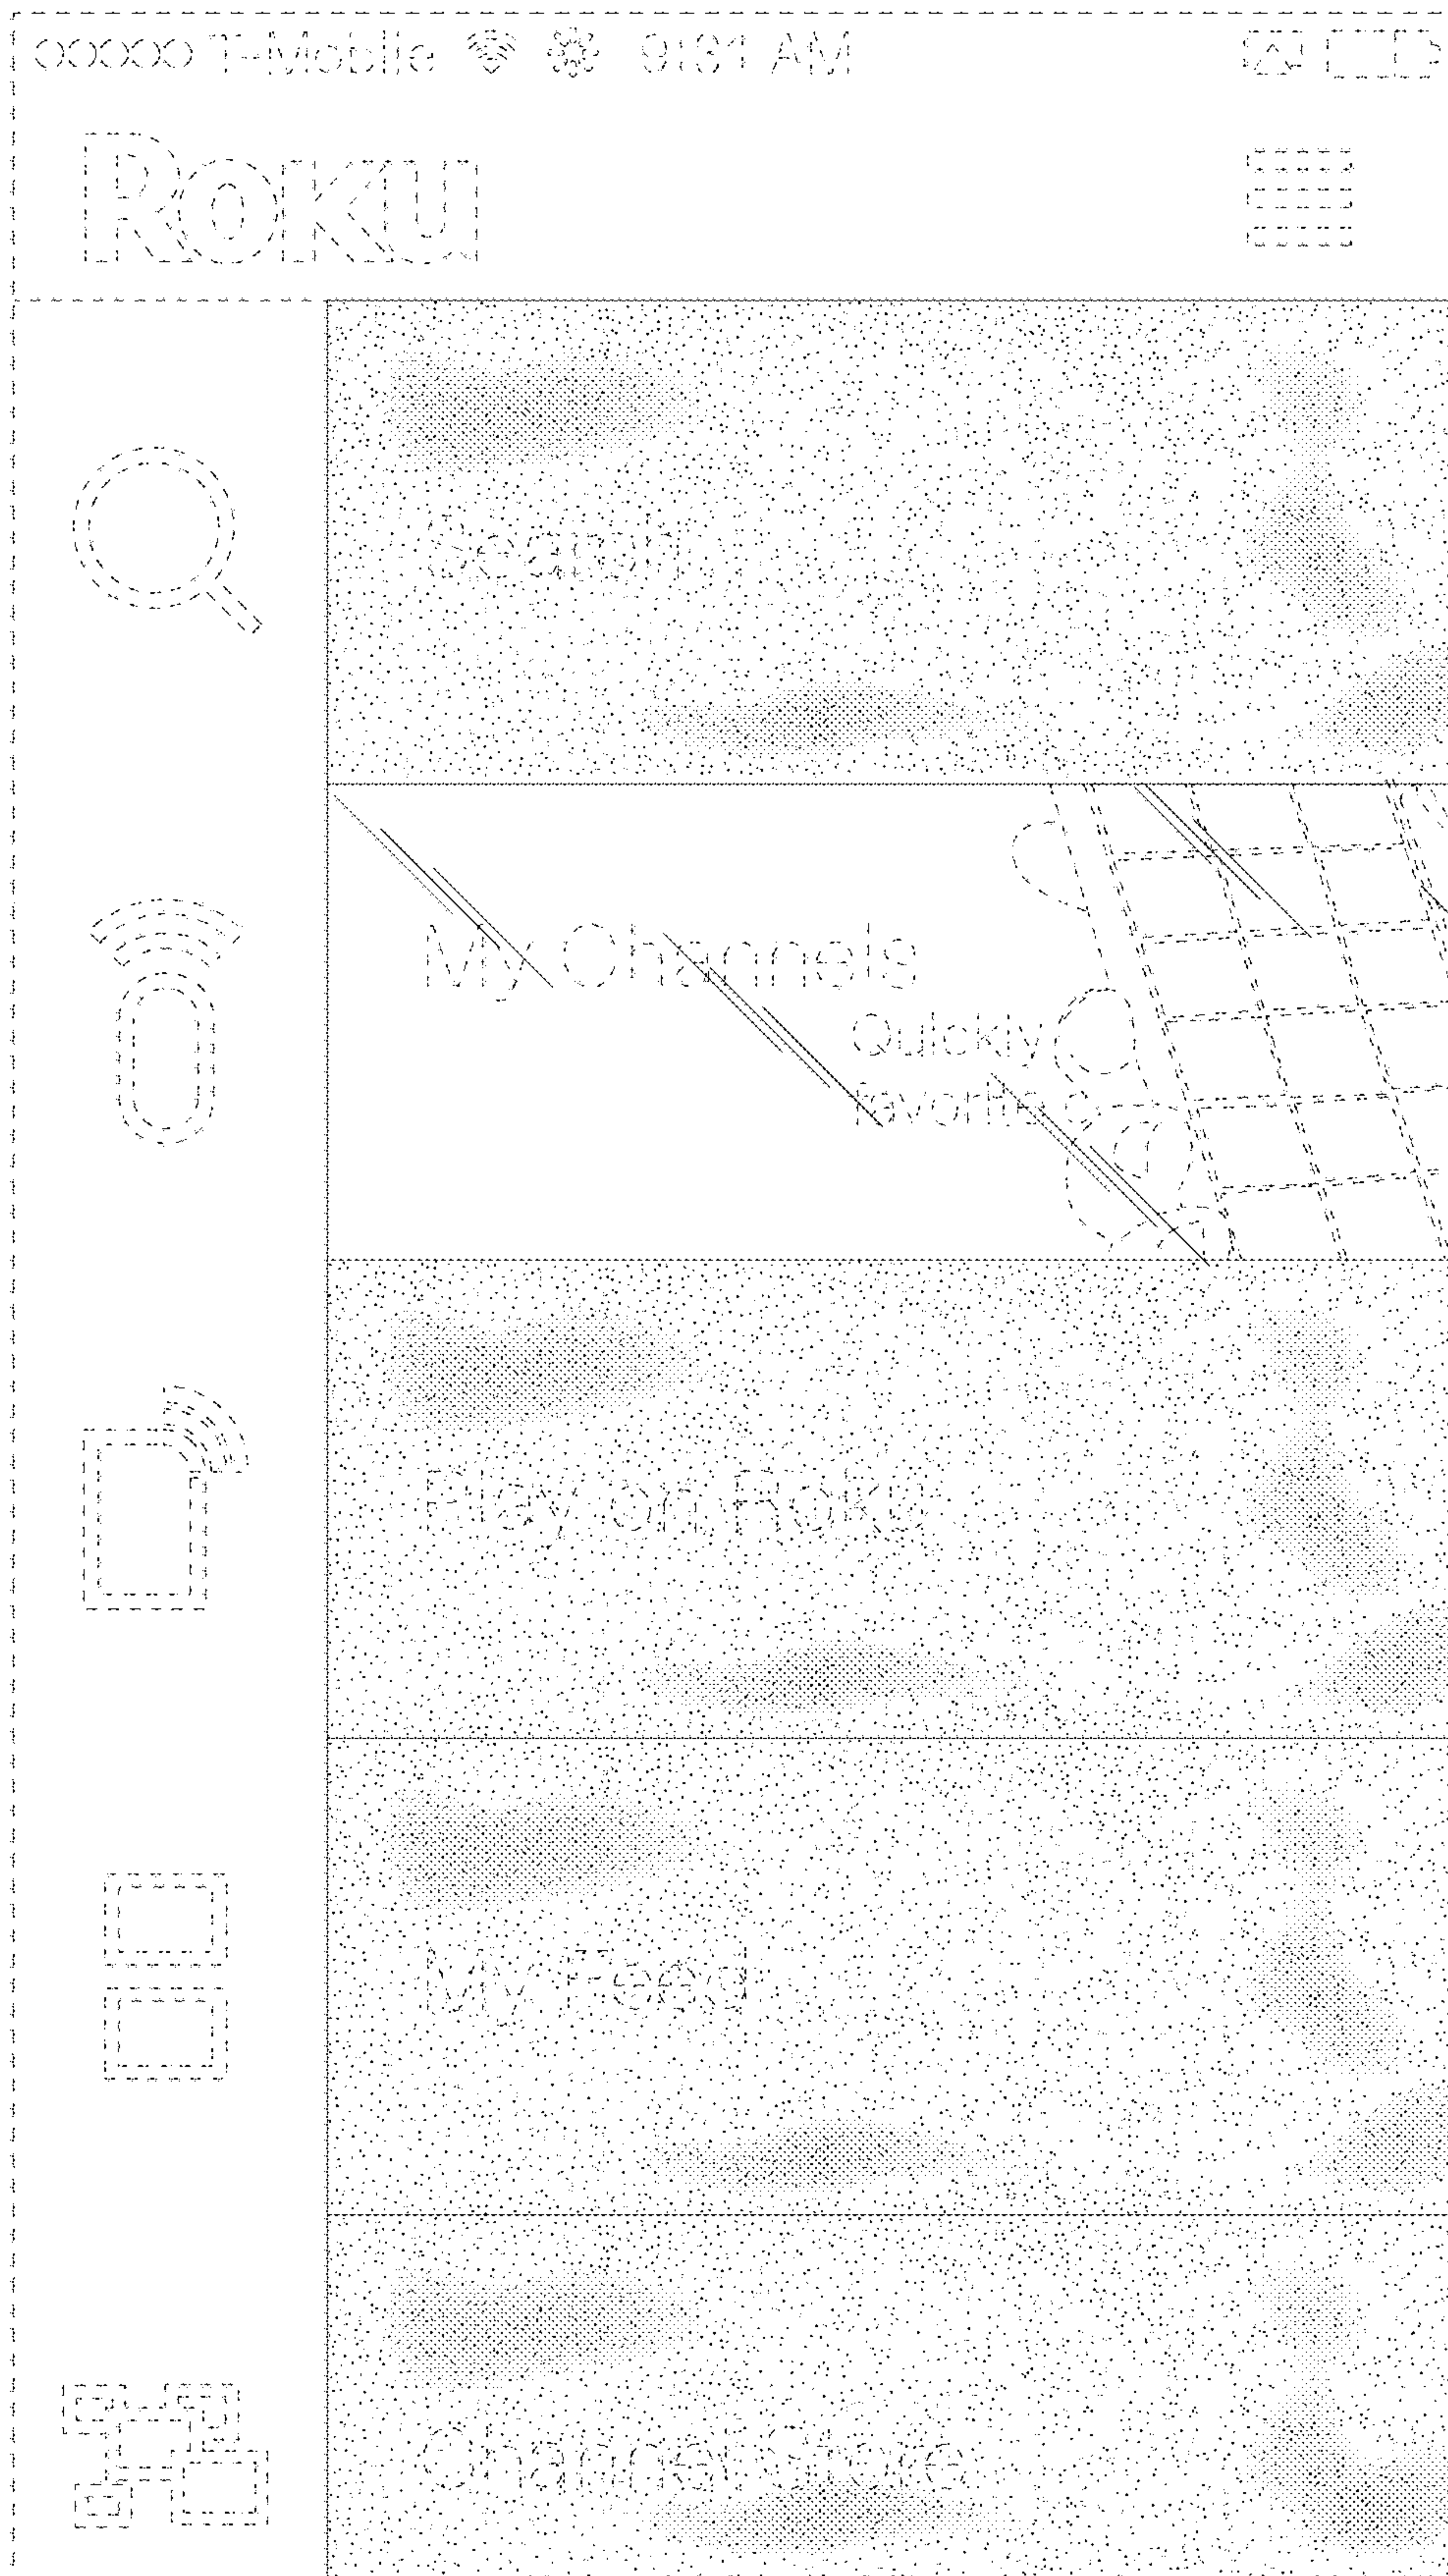 T-Mobile 9:31 AM
ROKU
Search
My Channels
Quickly
favorite c
Play on Roku
My Feed
Channel Store